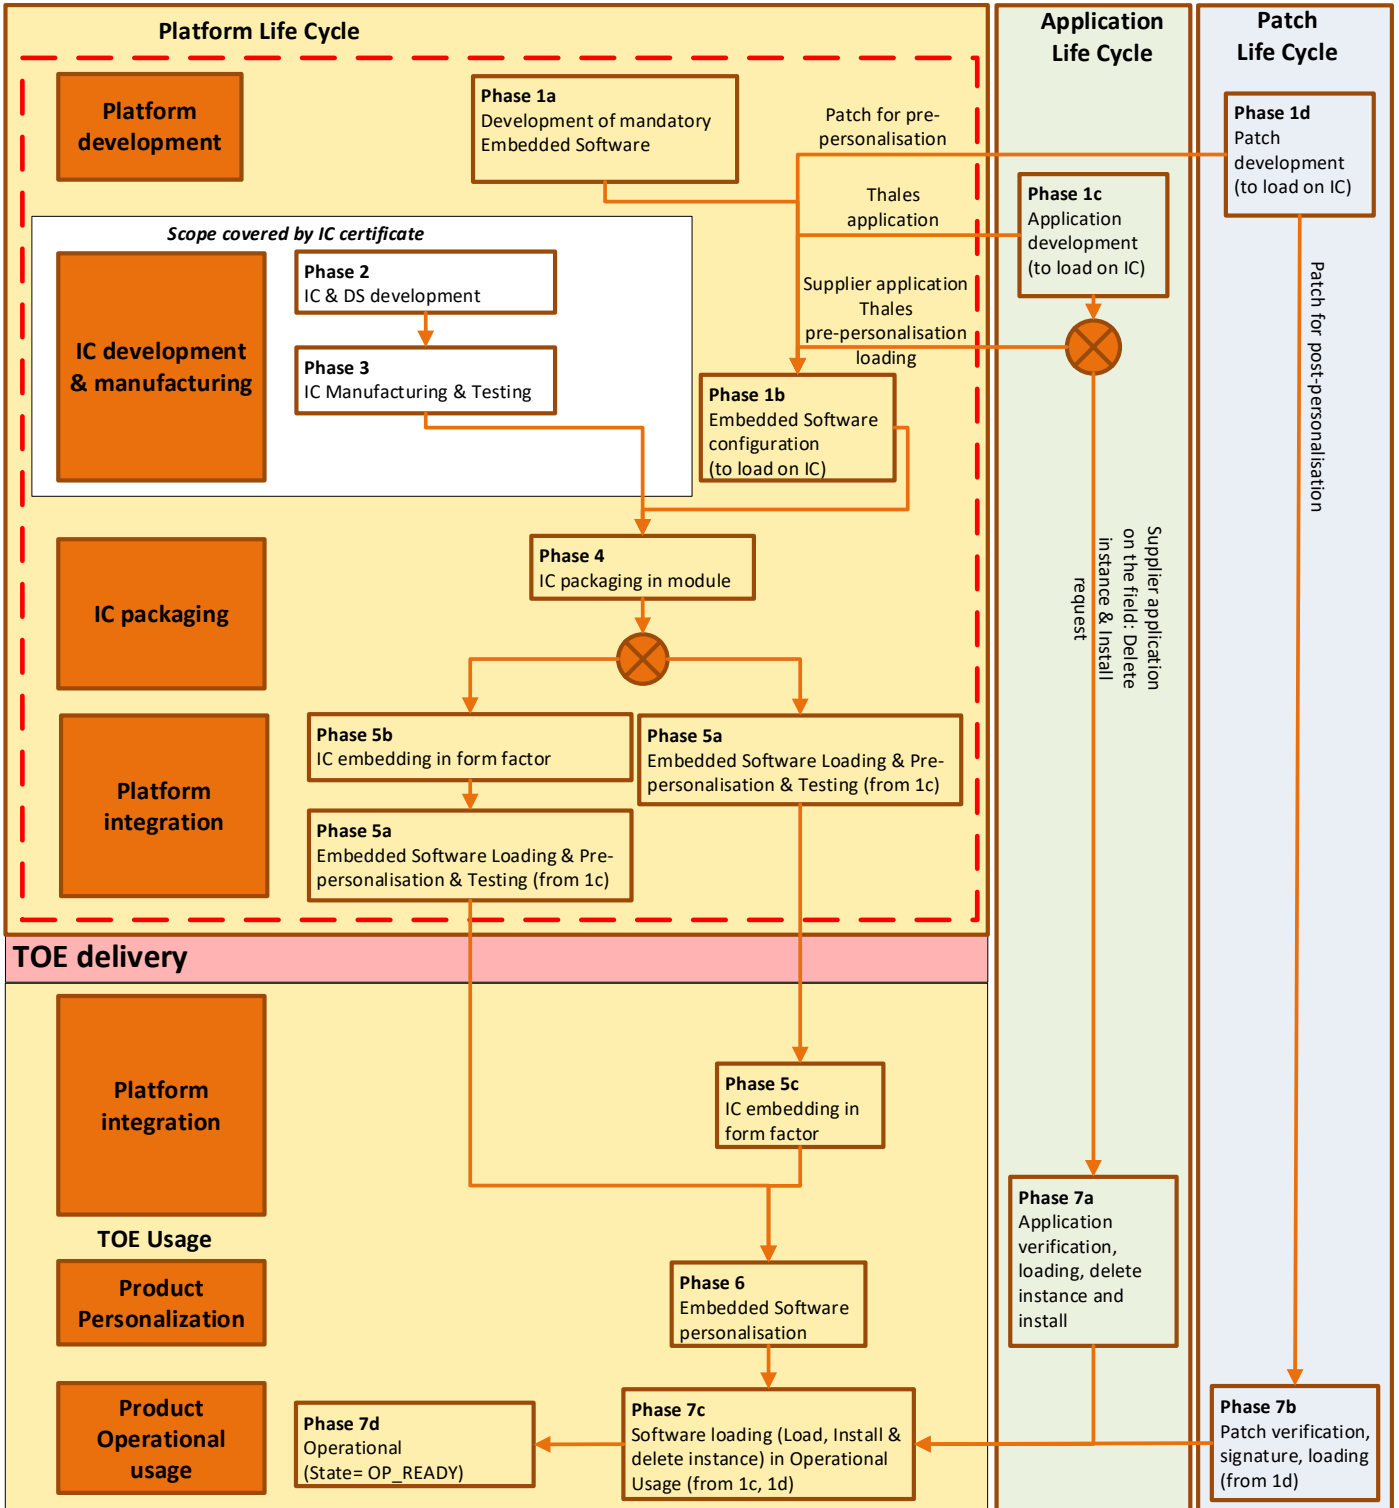 Platform Life Cycle
Application
Life Cycle
Patch
Life Cycle
Platform
development
Phase 1a
Development of mandatory
Embedded Software
Patch for pre-
personalisation
Phase 1d
Patch
development
(to load on IC)
Thales
application
Phase 1c
Application
development
(to load on IC)
Scope covered by IC certificate
IC development
& manufacturing
Phase 2
IC & DS development
Phase 3
IC Manufacturing & Testing
Supplier application
Thales
pre-personalisation
loading
Phase 1b
Embedded Software
configuration
(to load on IC)
Patch for post-personalisation
Supplier application
on the field: Delete
instance & Install
request
IC packaging
Phase 4
IC packaging in module
Platform
integration
Phase 5b
IC embedding in form factor
Phase 5a
Embedded Software Loading & Pre-
personalisation & Testing (from 1c)
Phase 5a
Embedded Software Loading & Pre-
personalisation & Testing (from 1c)
TOE delivery
Platform
integration
Phase 5c
IC embedding in
form factor
TOE Usage
Product
Personalization
Phase 6
Embedded Software
personalisation
Phase 7a
Application
verification,
loading, delete
instance and
install
Product
Operational
usage
Phase 7d
Operational
(State= OP_READY)
Phase 7c
Software loading (Load, Install &
delete instance) in Operational
Usage (from 1c, 1d)
Phase 7b
Patch verification,
signature, loading
(from 1d)